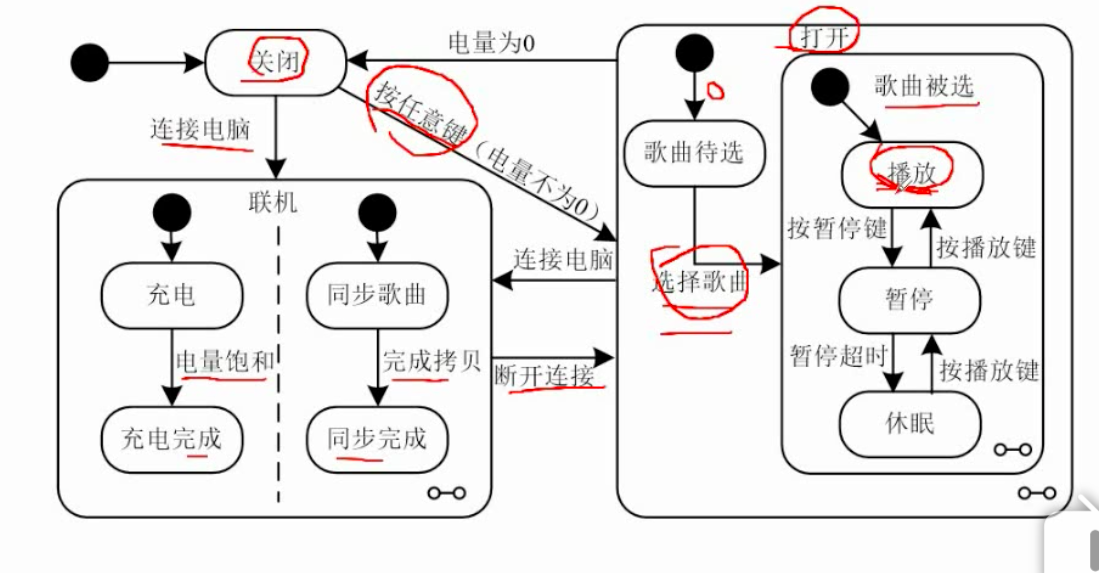 电量为0
打开
关闭
歌曲被选
按任意键（电量不为0）
连接电脑
歌曲待选
播放
联机
按暂停键
按播放键
连接电脑
选择歌曲
充电
同步歌曲
暂停
电量饱和
完成拷贝
断开连接
暂停超时
按播放键
充电完成
同步完成
休眠